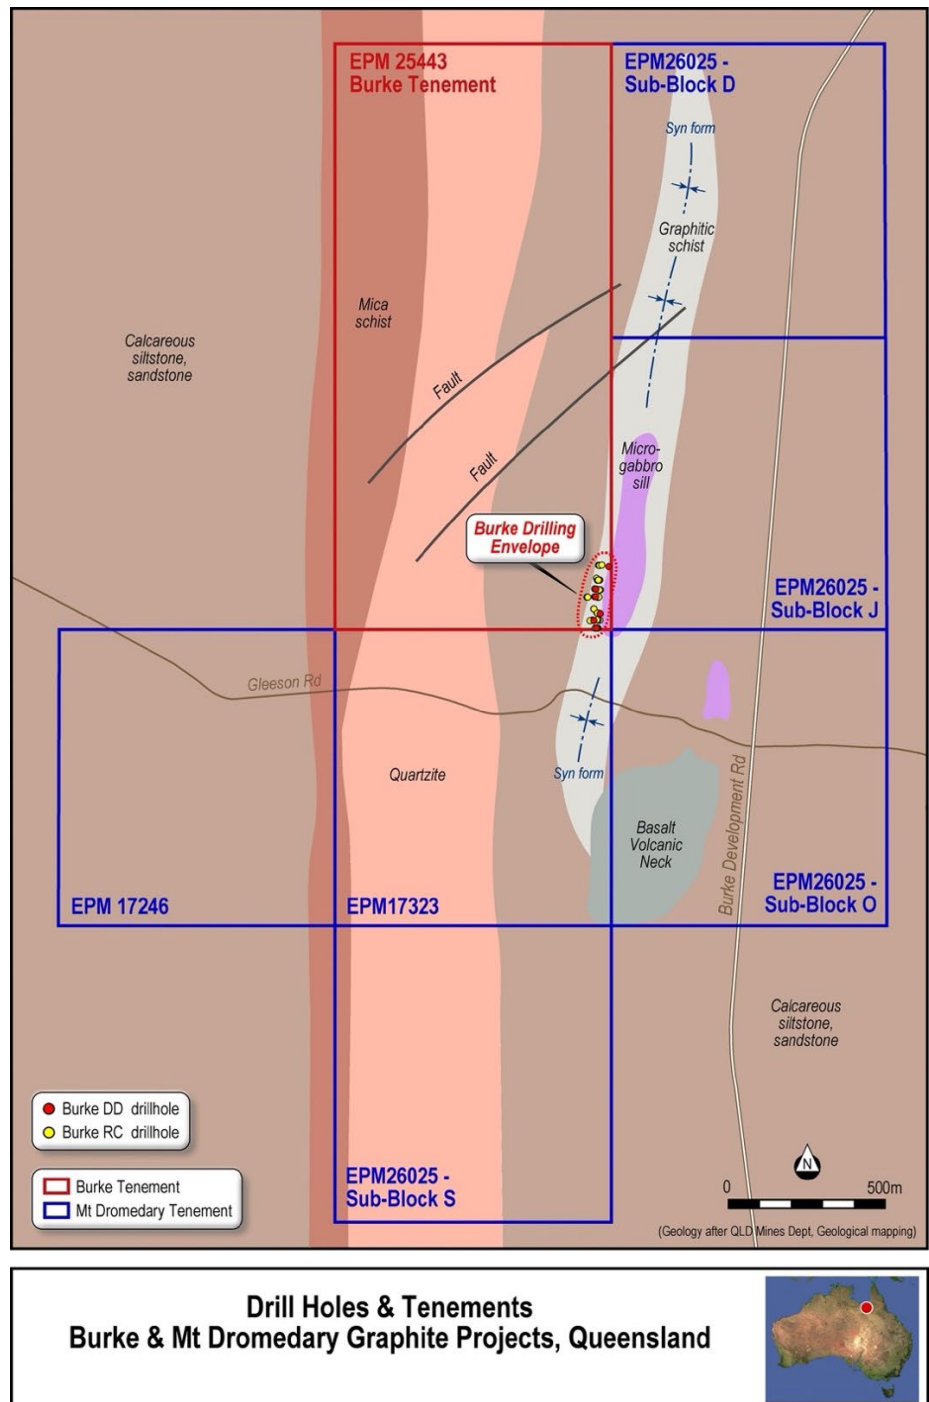 EPM 25443
Burke Tenement
EPM26025 -
Sub-Block D
Syn form
Graphitic
schist
Mica
schist
Calcareous
siltstone,
sandstone
Fault
Fault
Micro-
gabbro
sill
Burke Drilling
Envelope
EPM26025 -
Sub-Block J
Gleeson Rd
Quartzite
Syn form
Burke Development Rd
Basalt
Volcanic
Neck
EPM 17246
EPM17323
EPM26025 -
Sub-Block O
Calcareous
siltstone,
sandstone
Burke DD drillhole
Burke RC drillhole
Burke Tenement
Mt Dromedary Tenement
EPM26025 -
Sub-Block S
N
0 500m
(Geology after QLD Mines Dept, Geological mapping)
Drill Holes & Tenements
Burke & Mt Dromedary Graphite Projects, Queensland